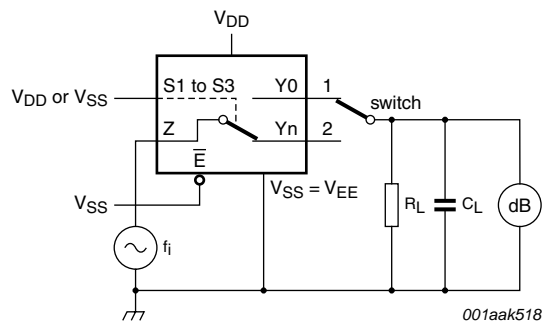 VDD
S1 to S3
Y0
1
switch
VDD or VSS
Z
Yn
2
E
VSS = VEE
VSS
RL
CL
dB
fi
001aak518